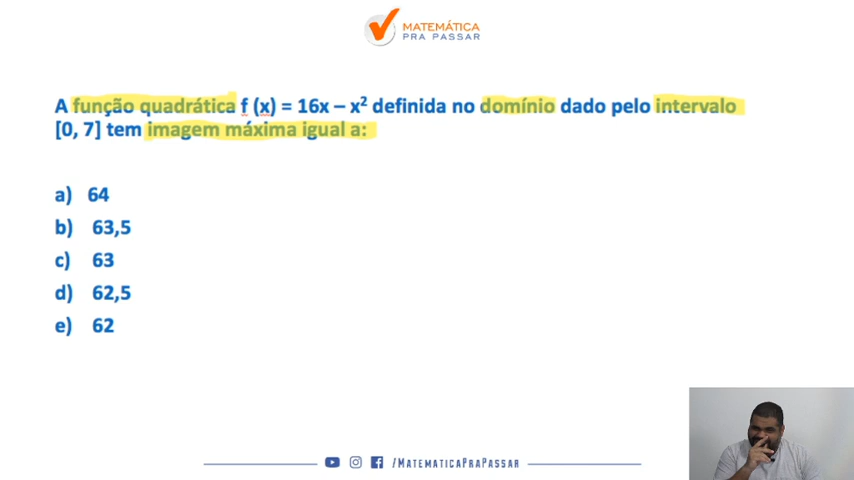 MATEMÁTICA
PRA PASSAR
A função quadrática f (x) = 16x – x² definida no domínio dado pelo intervalo
[0, 7] tem imagem máxima igual a:
a) 64
b) 63,5
c) 63
d) 62,5
e) 62
/MATEMATICAPRAPASSAR